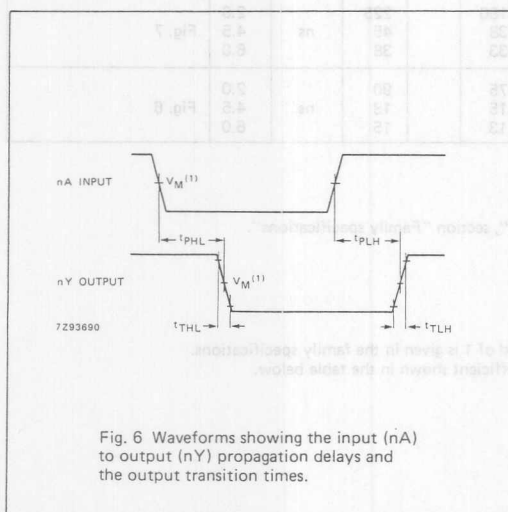 nA INPUT
V_M(1)
t_PHL
t_PLH
nY OUTPUT
V_M(1)
t_THL
t_TLH
7Z93690
Fig. 6 Waveforms showing the input (nA)
to output (nY) propagation delays and
the output transition times.